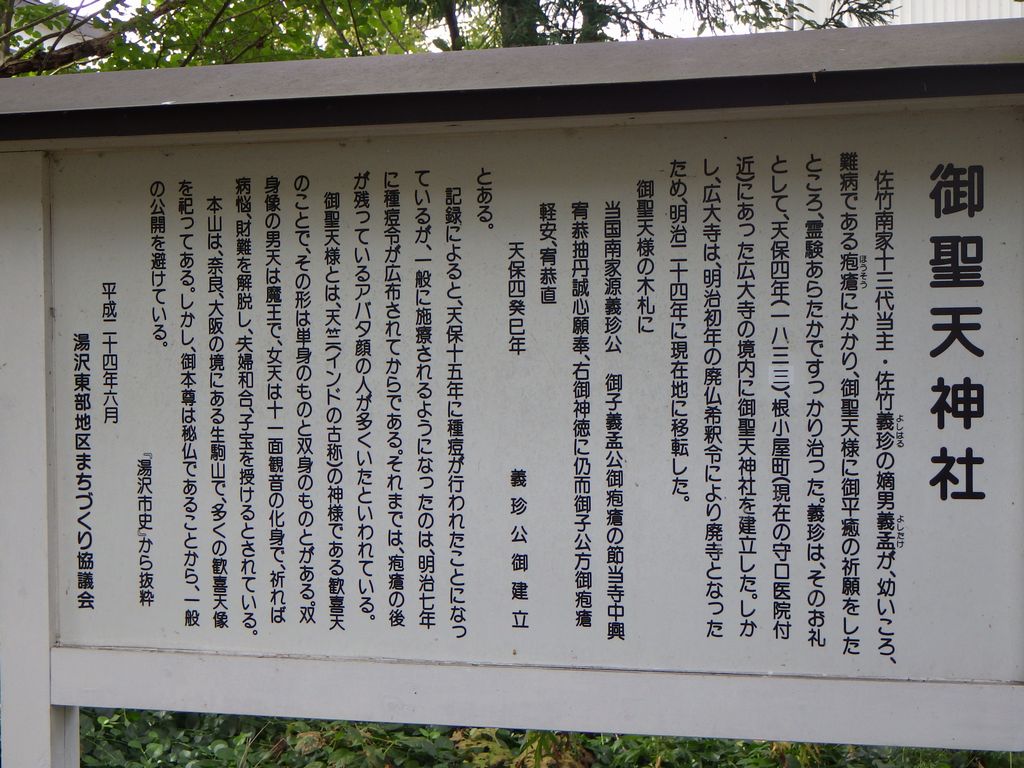 御聖天神社
佐竹南家十三代当主・佐竹義珍の嫡男義孟が、幼いころ、
難病である疱瘡にかかり、御聖天様に御平癒の祈願をした
ところ、霊験あらたかですっかり治った。義珍は、そのお礼
として、天保四年(一八三三)、根小屋町(現在の守口医院付
近)にあった広大寺の境内に御聖天神社を建立した。しか
し、広大寺は、明治初年の廃仏希釈令により廃寺となった
ため、明治二十四年に現在地に移転した。
御聖天様の木札に
当国南家源義珍公 御子義孟公御疱瘡の節当寺中興
宥恭抽丹誠心願奉、右御神徳に仍而御子公方御疱瘡
軽安、宥恭直
天保四癸巳年 義珍公御建立
とある。
記録によると、天保十五年に種痘が行われたことになっ
ているが、一般に施療されるようになったのは、明治七年
に種痘令が広布されてからである。それまでは、疱瘡の後
が残っているアバタ顔の人が多くいたといわれている。
御聖天様とは、天竺(インドの古称)の神様である歓喜天
のことで、その形は単身のものと双身のものとがある。双
身像の男天は魔王で、女天は十一面観音の化身で、祈れば
病悩、財難を解脱し、夫婦和合、子宝を授けるとされている。
本山は、奈良、大阪の境にある生駒山で、多くの歓喜天像
を祀ってある。しかし、御本尊は秘仏であることから、一般
の公開を避けている。
『湯沢市史』から抜粋
平成二十四年六月
湯沢東部地区まちづくり協議会